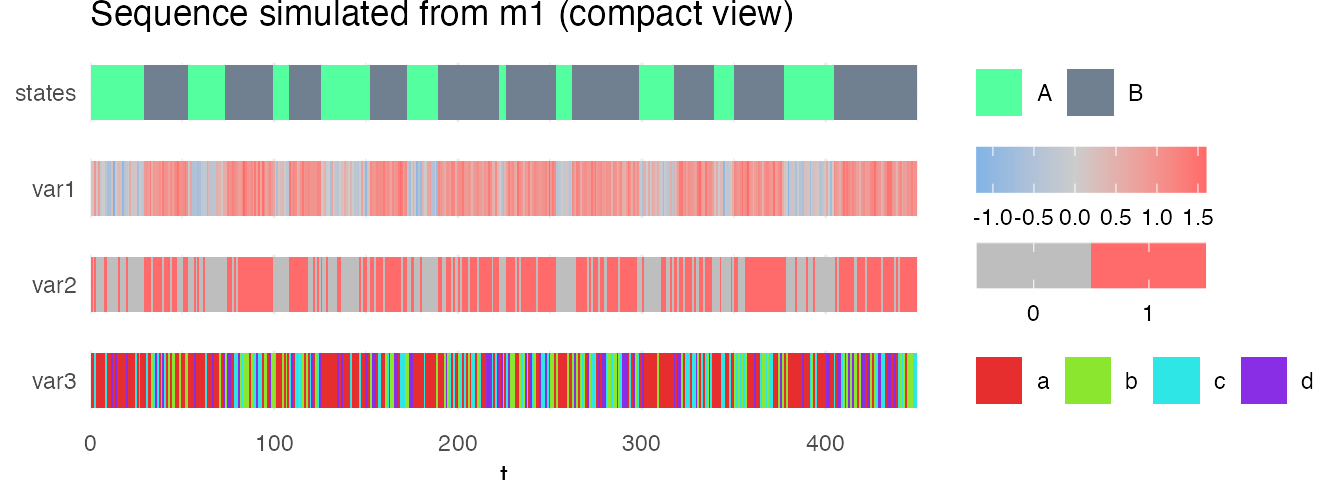 Sequence simulated from m1 (compact view)
states
A B
var1
-1.0 -0.5 0.0 0.5 1.0 1.5
var2
0 1
var3
a b c d
0 100 200 300 400
t